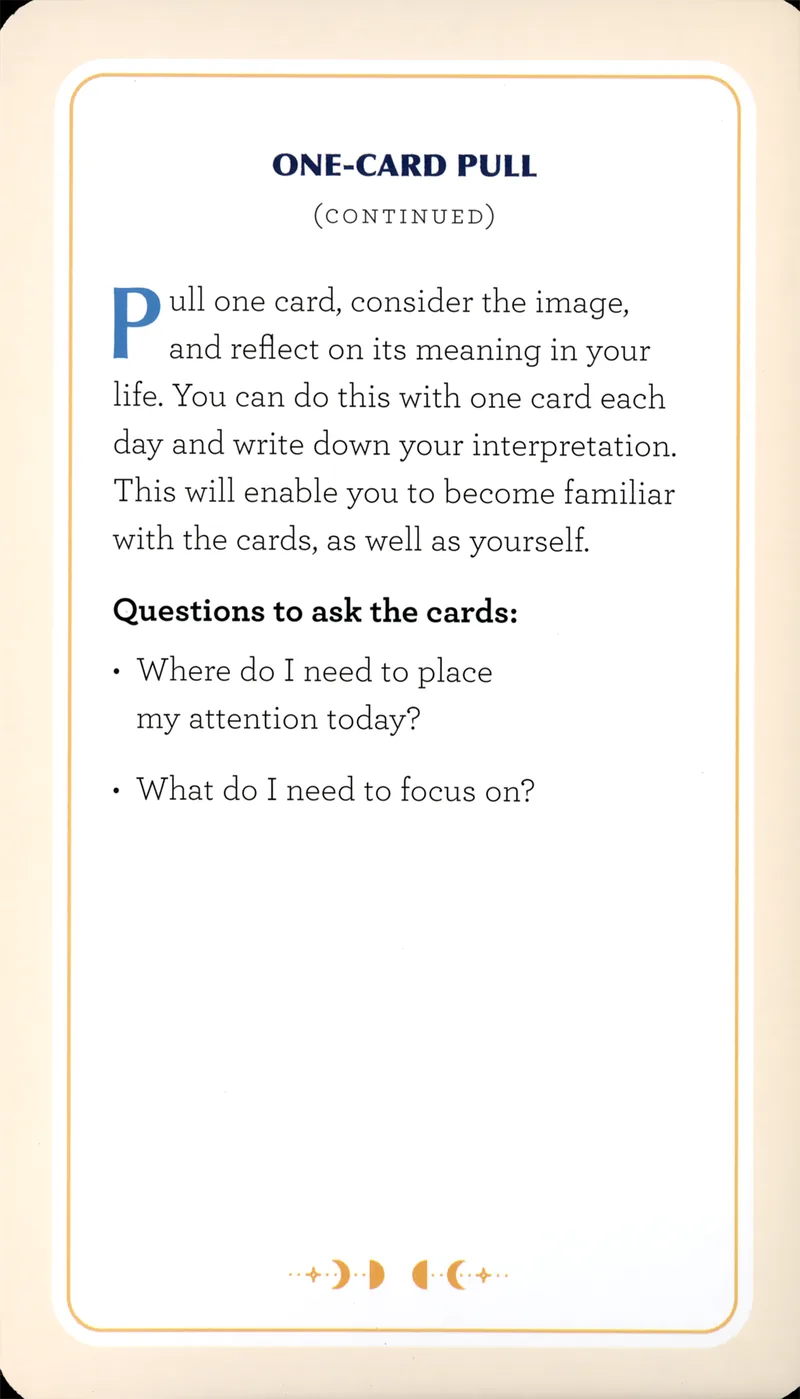 ONE-CARD PULL
(CONTINUED)
Pull one card, consider the image,
and reflect on its meaning in your
life. You can do this with one card each
day and write down your interpretation.
This will enable you to become familiar
with the cards, as well as yourself.
Questions to ask the cards:
• Where do I need to place
my attention today?
• What do I need to focus on?